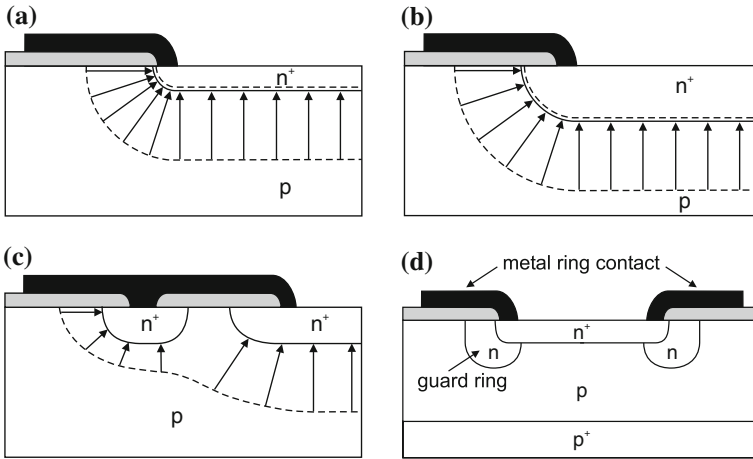 (a)
n+
p
(b)
n+
p
(c)
n+ n+
p
(d)
metal ring contact
n+
n n
guard ring
p
p+